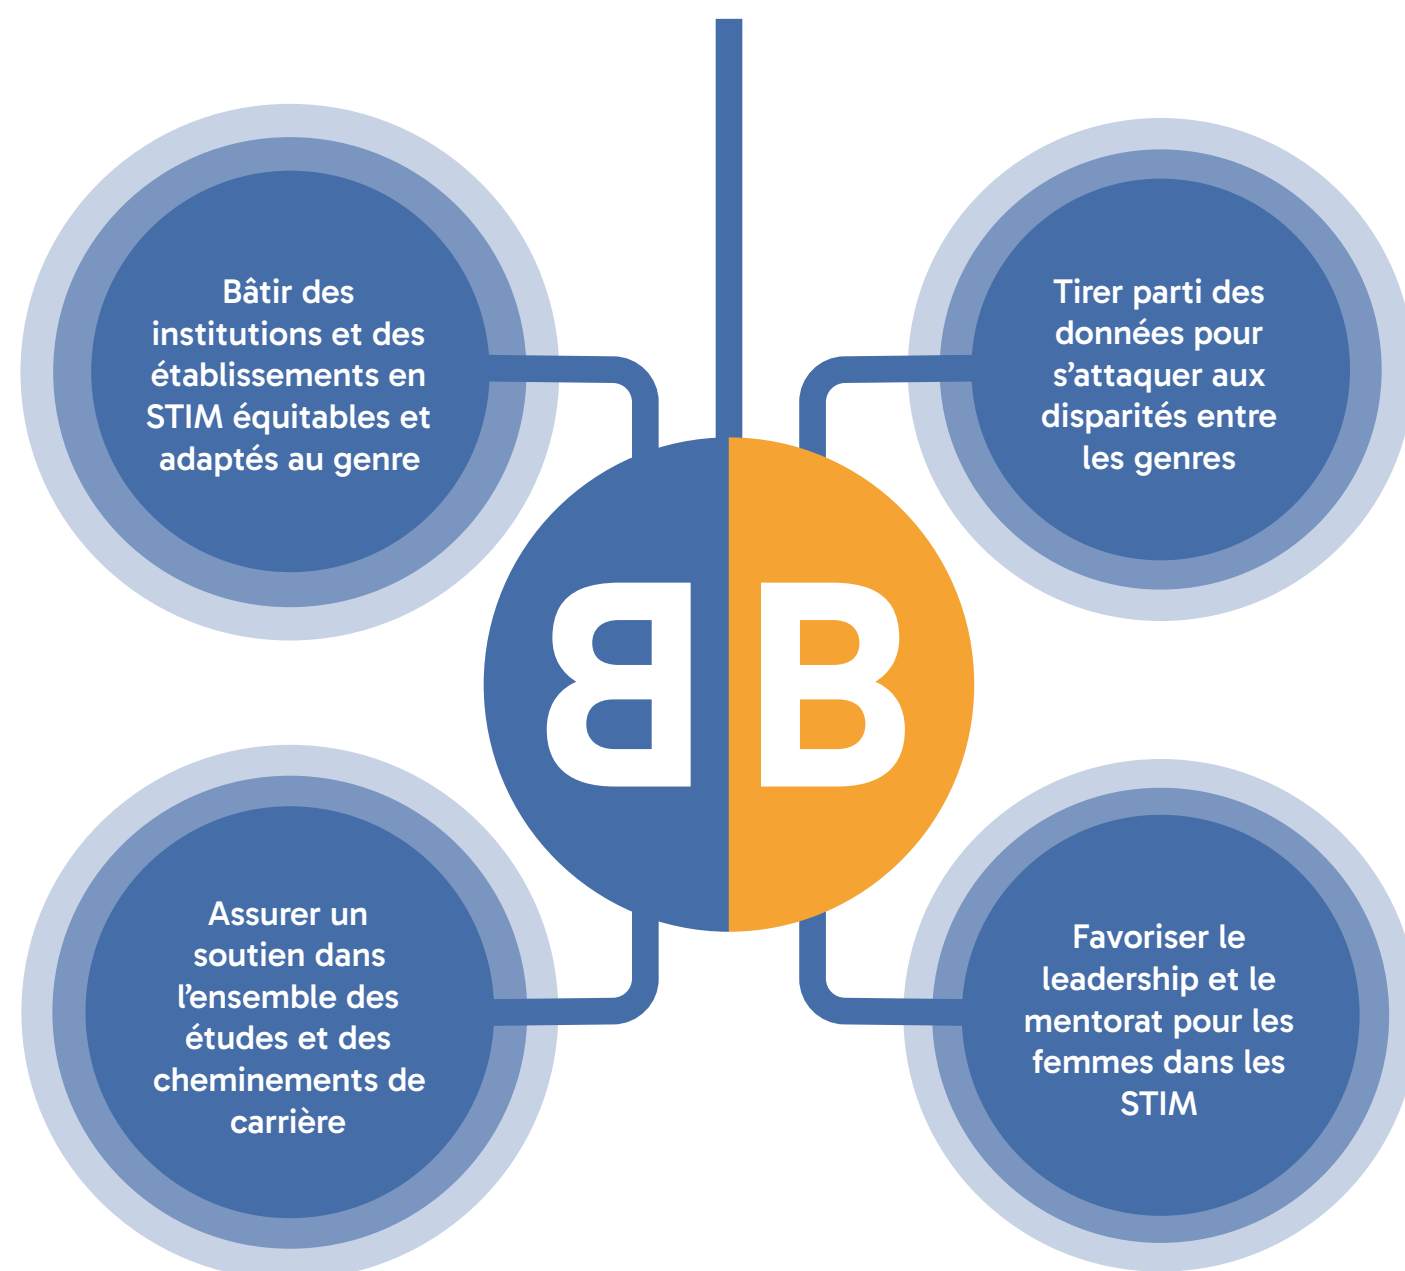 Bâtir des
institutions et des
établissements en
STIM équitables et
adaptés au genre
Tirer parti des
données pour
s’attaquer aux
disparités entre
les genres
B B
Assurer un
soutien dans
l’ensemble des
études et des
cheminements de
carrière
Favoriser le
leadership et le
mentorat pour les
femmes dans les
STIM